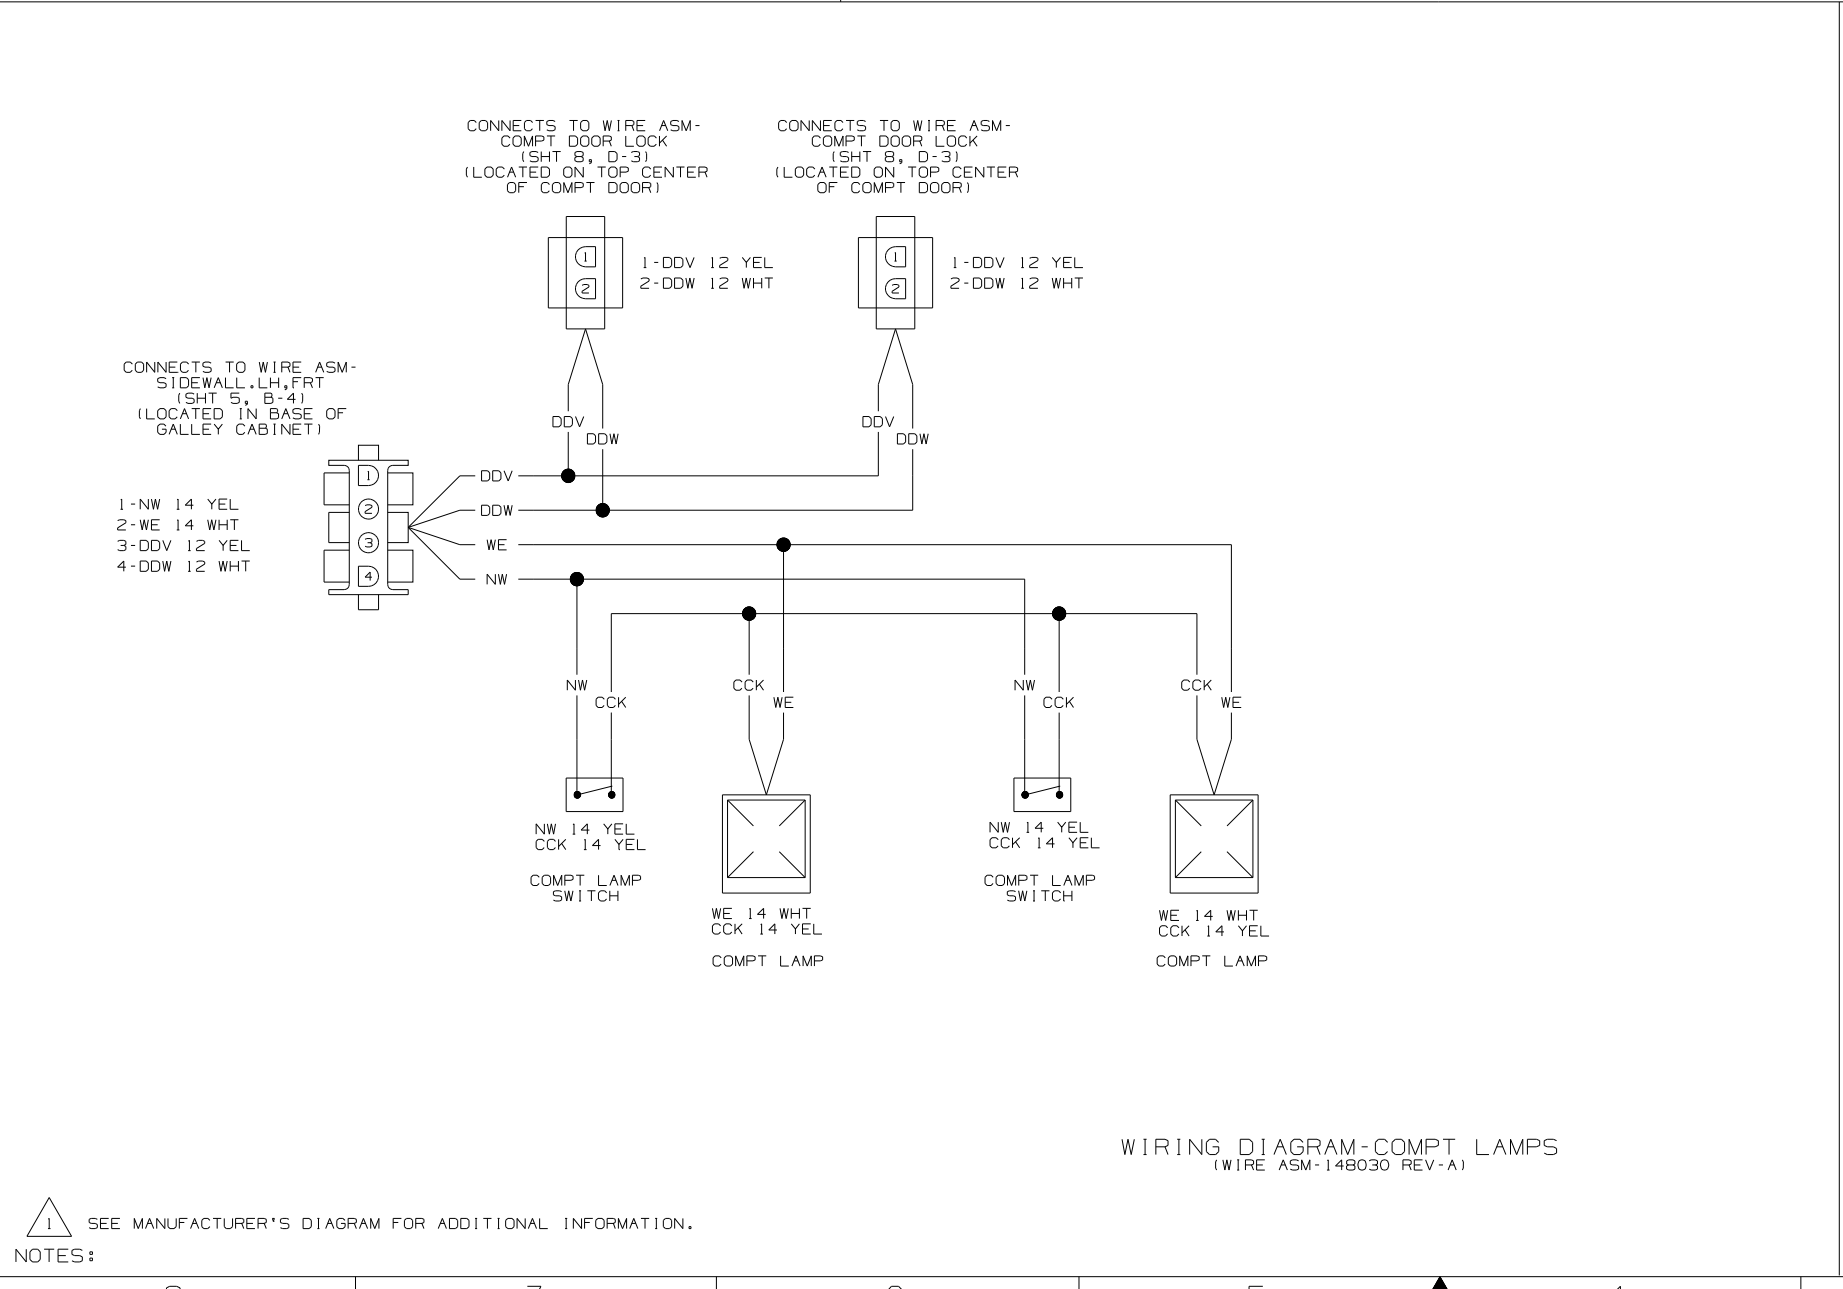 CONNECTS TO WIRE ASM-
COMPT DOOR LOCK
(SHT 8, D-3)
(LOCATED ON TOP CENTER
OF COMPT DOOR)
CONNECTS TO WIRE ASM-
COMPT DOOR LOCK
(SHT 8, D-3)
(LOCATED ON TOP CENTER
OF COMPT DOOR)
1
2
1-DDV 12 YEL
2-DDW 12 WHT
1
2
1-DDV 12 YEL
2-DDW 12 WHT
CONNECTS TO WIRE ASM-
SIDEWALL.LH,FRT
(SHT 5, B-4)
(LOCATED IN BASE OF
GALLEY CABINET)
1-NW 14 YEL
2-WE 14 WHT
3-DDV 12 YEL
4-DDW 12 WHT
1
2
3
4
DDV
DDW
DDV
DDW
DDV
DDW
WE
NW
NW
CCK
CCK
WE
NW
CCK
CCK
WE
NW 14 YEL
CCK 14 YEL
COMPT LAMP
SWITCH
WE 14 WHT
CCK 14 YEL
COMPT LAMP
NW 14 YEL
CCK 14 YEL
COMPT LAMP
SWITCH
WE 14 WHT
CCK 14 YEL
COMPT LAMP
WIRING DIAGRAM-COMPT LAMPS
(WIRE ASM-148030 REV-A)
1 SEE MANUFACTURER'S DIAGRAM FOR ADDITIONAL INFORMATION.
NOTES: